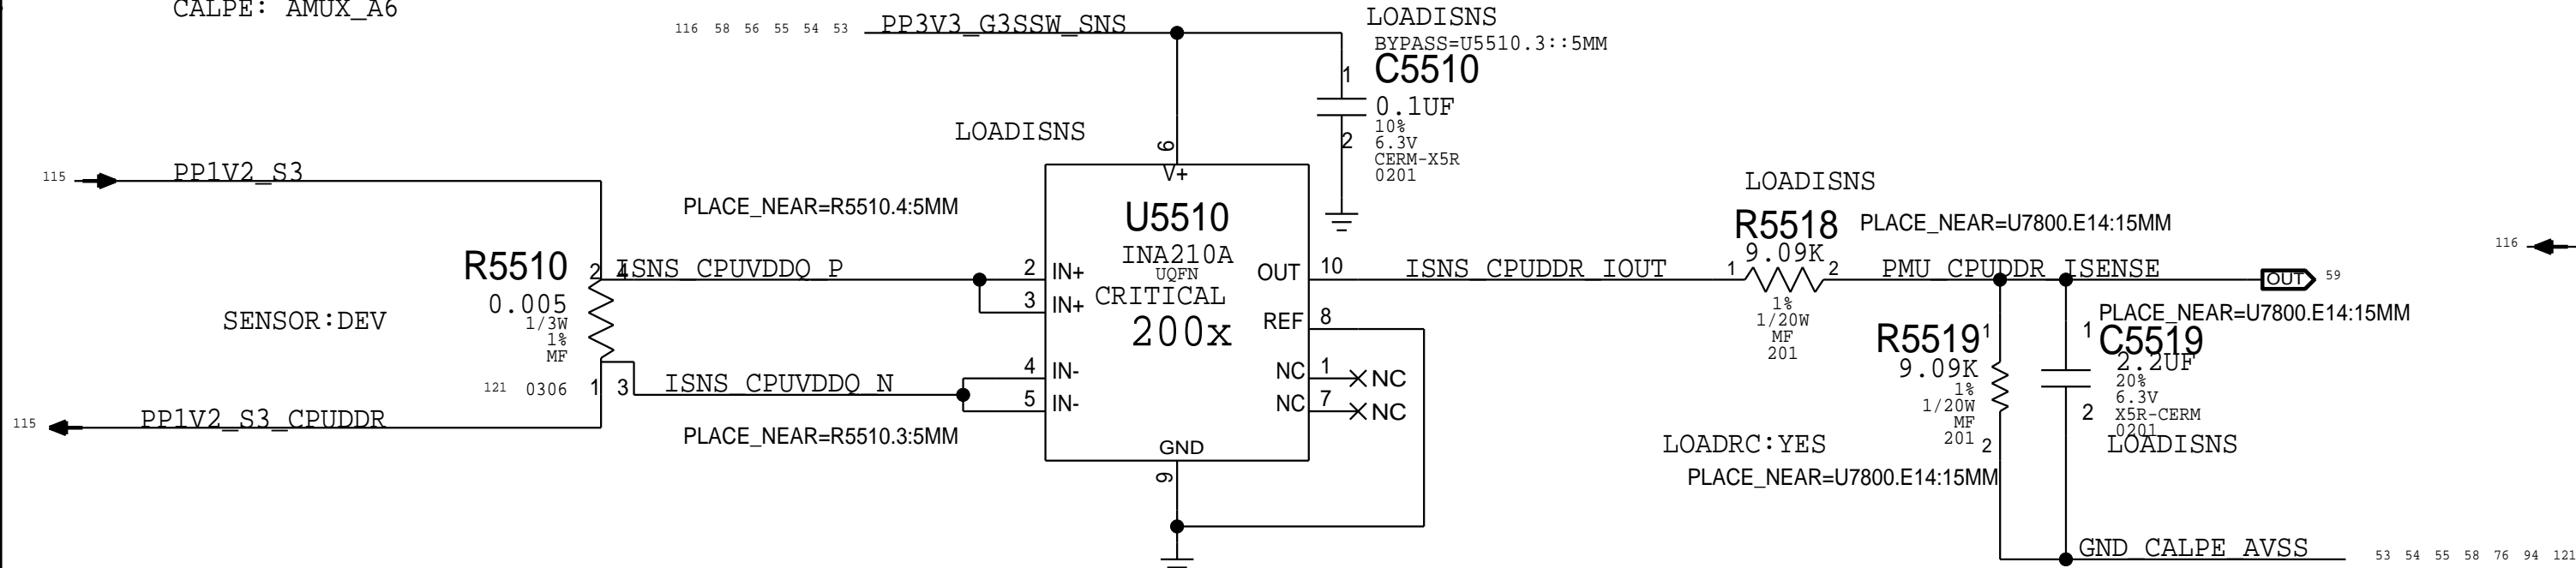 CALPE: AMUX_A6
116 58 56 55 54 53 PP3V3_G3SSW_SNS
LOADISNS
BYPASS=U5510.3::5MM
1 C5510
0.1UF
10%
2 6.3V
CERM-X5R
0201
LOADISNS
6
V+
115 PP1V2_S3
PLACE_NEAR=R5510.4:5MM
U5510
INA210A
UQFN
CRITICAL
200x
R5510 2 4 ISNS_CPUVDDQ_P 2 IN+
0.005 3 IN+
1/3W
1%
MF
SENSOR:DEV
121 0306 1 3 ISNS_CPUVDDQ_N 4 IN-
5 IN-
115 PP1V2_S3_CPUDDR
PLACE_NEAR=R5510.3:5MM
GND
9
OUT 10 ISNS_CPUDDR_IOUT
REF 8
NC 1 NC
NC 7 NC
LOADISNS
R5518 PLACE_NEAR=U7800.E14:15MM
9.09K
1 2 PMU_CPUDDR_ISENSE OUT 59
1%
1/20W
MF
201
116
PLACE_NEAR=U7800.E14:15MM
R5519 1
9.09K
1%
1/20W
MF
201 2
1 C5519
2.2UF
20%
6.3V
2 X5R-CERM
0201
LOADISNS
LOADRC:YES
PLACE_NEAR=U7800.E14:15MM
GND_CALPE_AVSS 53 54 55 58 76 94 121